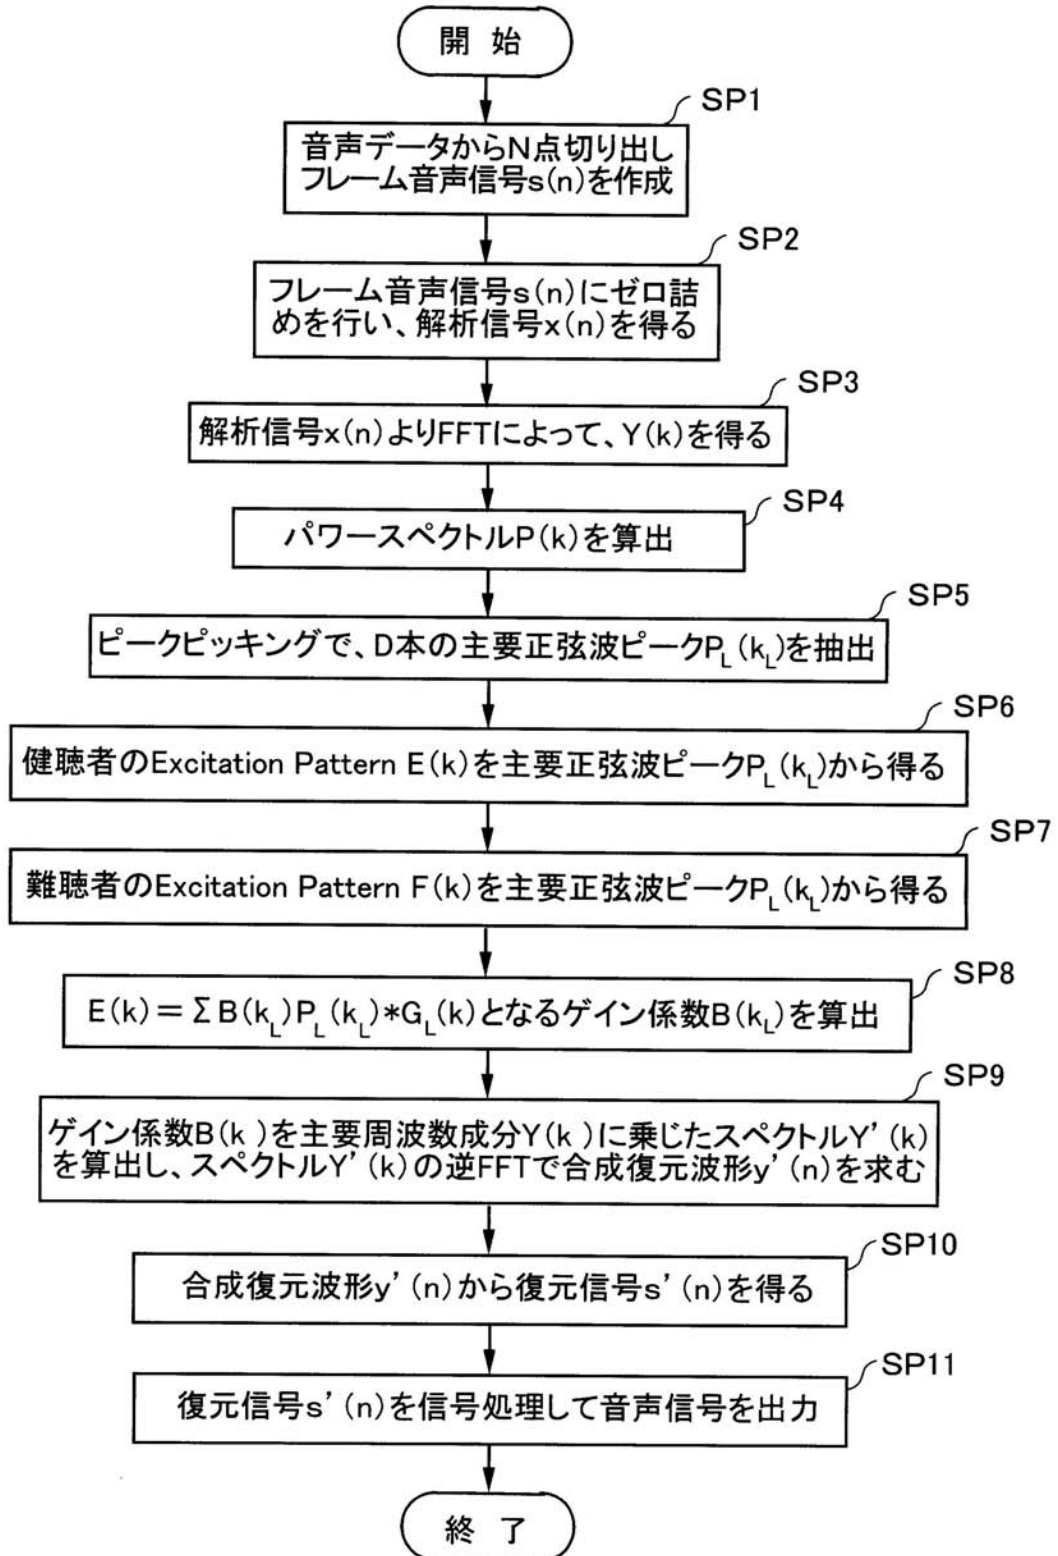 開 始
SP1
音声データからN点切り出し
フレーム音声信号s(n)を作成
SP2
フレーム音声信号s(n)にゼロ詰
めを行い、解析信号x(n)を得る
SP3
解析信号x(n)よりFFTによって、Y(k)を得る
SP4
パワースペクトルP(k)を算出
SP5
ピークピッキングで、D本の主要正弦波ピークP_L(k_L)を抽出
SP6
健聴者のExcitation Pattern E(k)を主要正弦波ピークP_L(k_L)から得る
SP7
難聴者のExcitation Pattern F(k)を主要正弦波ピークP_L(k_L)から得る
SP8
E(k)=ΣB(k_L)P_L(k_L)*G_L(k)となるゲイン係数B(k_L)を算出
SP9
ゲイン係数B(k )を主要周波数成分Y(k )に乗じたスペクトルY'(k)
を算出し、スペクトルY'(k)の逆FFTで合成復元波形y'(n)を求む
SP10
合成復元波形y'(n)から復元信号s'(n)を得る
SP11
復元信号s'(n)を信号処理して音声信号を出力
終 了